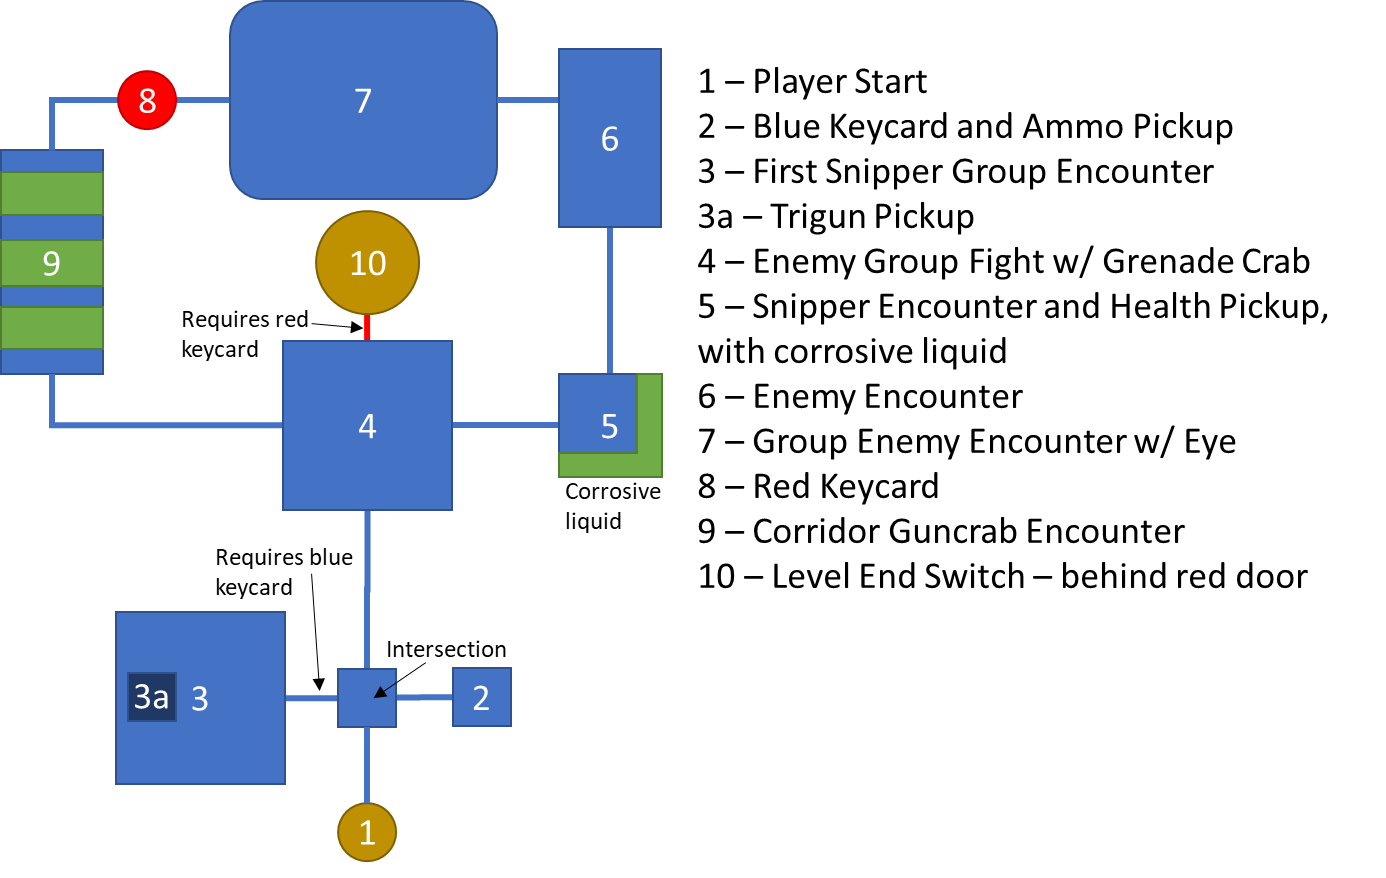 8
7
6
9
10
Requires red
keycard
4
5
Corrosive
liquid
Requires blue
keycard
Intersection
3a
3
2
1
1 – Player Start
2 – Blue Keycard and Ammo Pickup
3 – First Snipper Group Encounter
3a – Trigun Pickup
4 – Enemy Group Fight w/ Grenade Crab
5 – Snipper Encounter and Health Pickup,
with corrosive liquid
6 – Enemy Encounter
7 – Group Enemy Encounter w/ Eye
8 – Red Keycard
9 – Corridor Guncrab Encounter
10 – Level End Switch – behind red door